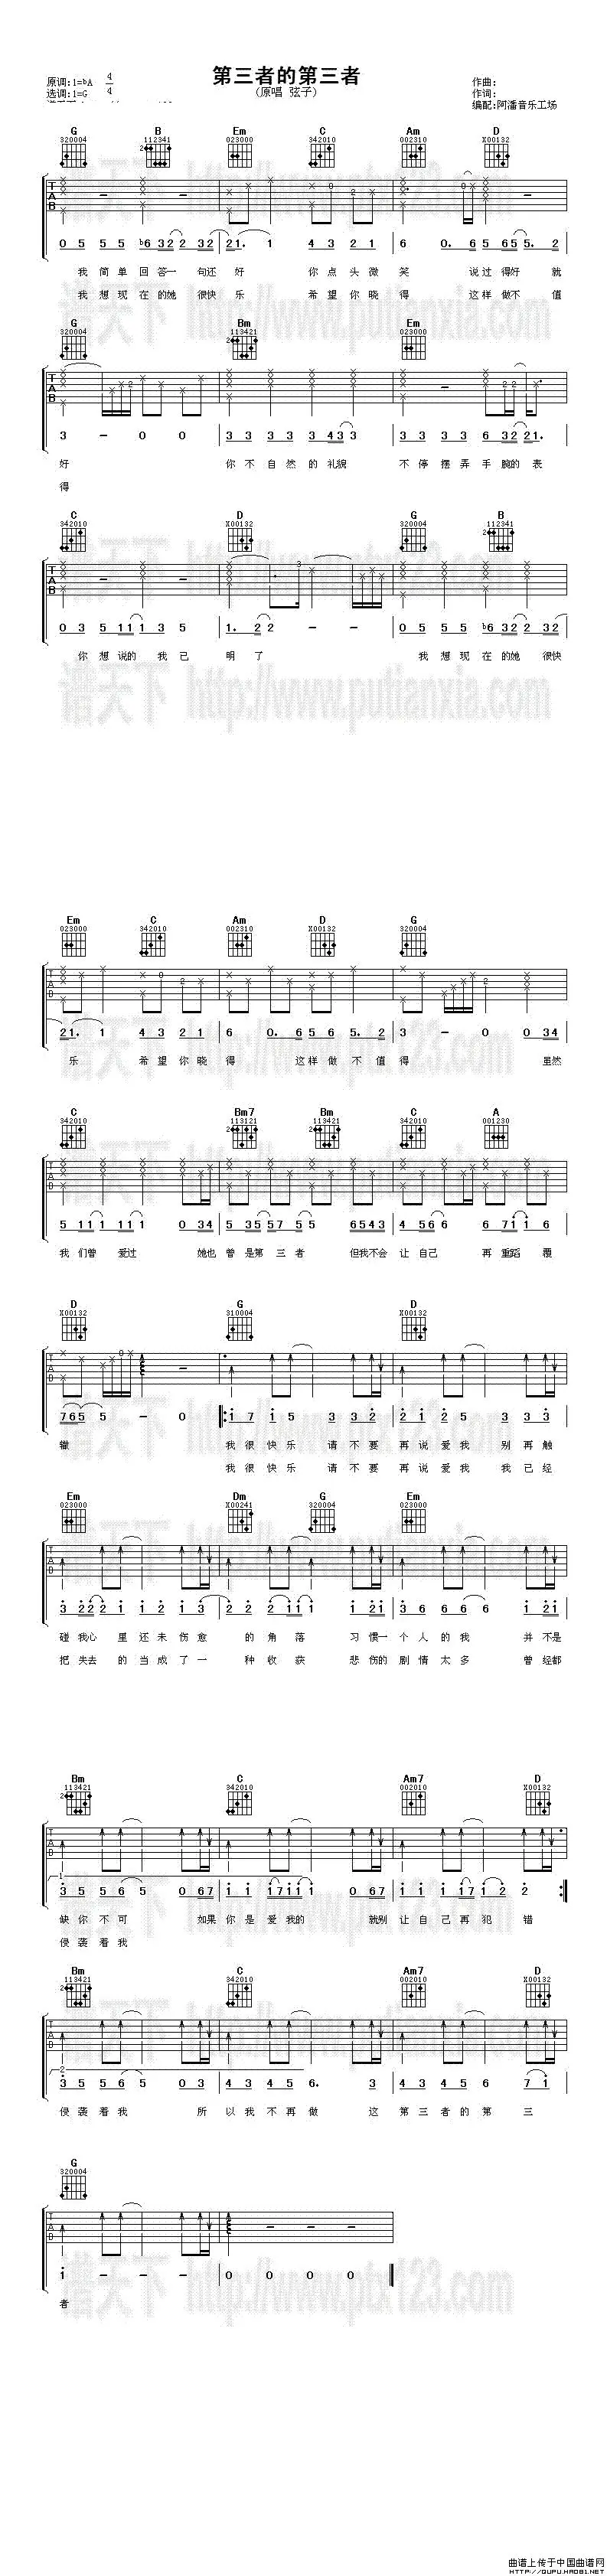 第三者的第三者
(原唱 弦子)
原调:1=♭A 4/4
选调:1=G
作曲:
作词:
编配:阿潘音乐工场
G B Em C Am D
320004 112341 023000 342010 002310 X00132
0 5 5 5 ♭6 3 2 2 3 2 | 2 1. 1 4 3 2 1 | 6 0. 6 5 6 5 5. 2
我 简 单 回 答 一 句 还 好 你 点 头 微 笑 说 过 得 好 就
我 想 现 在 的 她 很 快 乐 希 望 你 晓 得 这 样 做 不 值
G Bm Em
320004 113421 023000
3 - 0 0 | 3 3 3 3 3 4 3 3 | 3 3 3 3 6 3 2 2 1.
好 你 不 自 然 的 礼 貌 不 停 摆 弄 手 腕 的 表
得
C D G B
342010 X00132 320004 112341
0 3 5 1 1 1 3 5 | 1. 2 2 - - | 0 5 5 5 ♭6 3 2 2 3 2
你 想 说 的 我 已 明 了 我 想 现 在 的 她 很 快
Em C Am D G
023000 342010 002310 X00132 320004
2 1. 1 4 3 2 1 | 6 0. 6 5 6 5. 2 | 3 - 0 0 3 4
乐 希 望 你 晓 得 这 样 做 不 值 得 虽 然
C Bm7 Bm C A
342010 113121 113421 342010 001230
5 1 1 1 1 1 1 0 3 4 | 5 3 5 5 7 5 5 6 5 4 3 | 4 5 6 6 6 7 1 1 6
我 们 曾 爱 过 她 也 曾 是 第 三 者 但 我 不 会 让 自 己 再 重 蹈 覆
D G D
X00132 310004 X00132
7 6 5 5 - 0 |: 1 7 1 5 3 3 2 | 2 1 2 5 3 3 3
辙 我 很 快 乐 请 不 要 再 说 爱 我 别 再 触
我 很 快 乐 请 不 要 再 说 爱 我 我 已 经
Em Dm G Em
023000 X00241 320004 023000
3 2 2 2 1 1 2 1 3 | 2 2 2 1 1 1 1 2 1 | 3 6 6 6 6 1 2 1
碰 我 心 里 还 未 伤 愈 的 角 落 习 惯 一 个 人 的 我 并 不 是
把 失 去 的 当 成 了 一 种 收 获 悲 伤 的 剧 情 太 多 曾 经 都
Bm C Am7 D
113421 342010 002010 X00132
1
3 5 5 6 5 0 6 7 | 1 1 1 7 1 1 1 0 6 7 | 1 1 1 1 7 1 2 2 :|
缺 你 不 可 如 果 你 是 爱 我 的 就 别 让 自 己 再 犯 错
侵 袭 着 我
Bm C Am7 D
113421 342010 002010 X00132
2
3 5 5 6 5 0 3 | 4 3 4 5 6. 3 | 4 3 4 5 6 7 1
侵 袭 着 我 所 以 我 不 再 做 这 第 三 者 的 第 三
G
320004
1 - - - | 0 0 0 0
者
曲谱上传于中国曲谱网
HTTP://QUPU.HAO81.NET